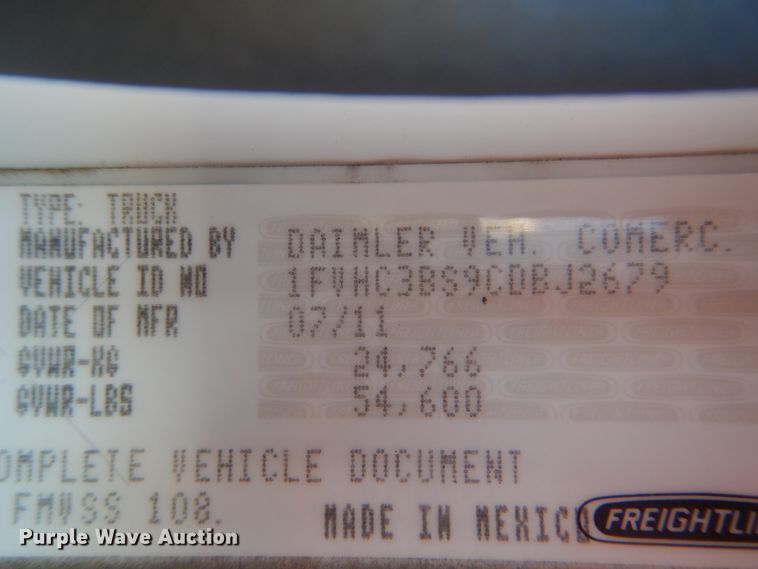 TYPE: TRUCK
MANUFACTURED BY DAIMLER VEH. COMERC.
VEHICLE ID NO 1FVHC3BS9CDBJ2679
DATE OF MFR 07/11
GVWR-KG 24,766
GVWR-LBS 54,600
OMPLETE VEHICLE DOCUMENT
FMVSS 108.
MADE IN MEXICO FREIGHTLI
Purple Wave Auction